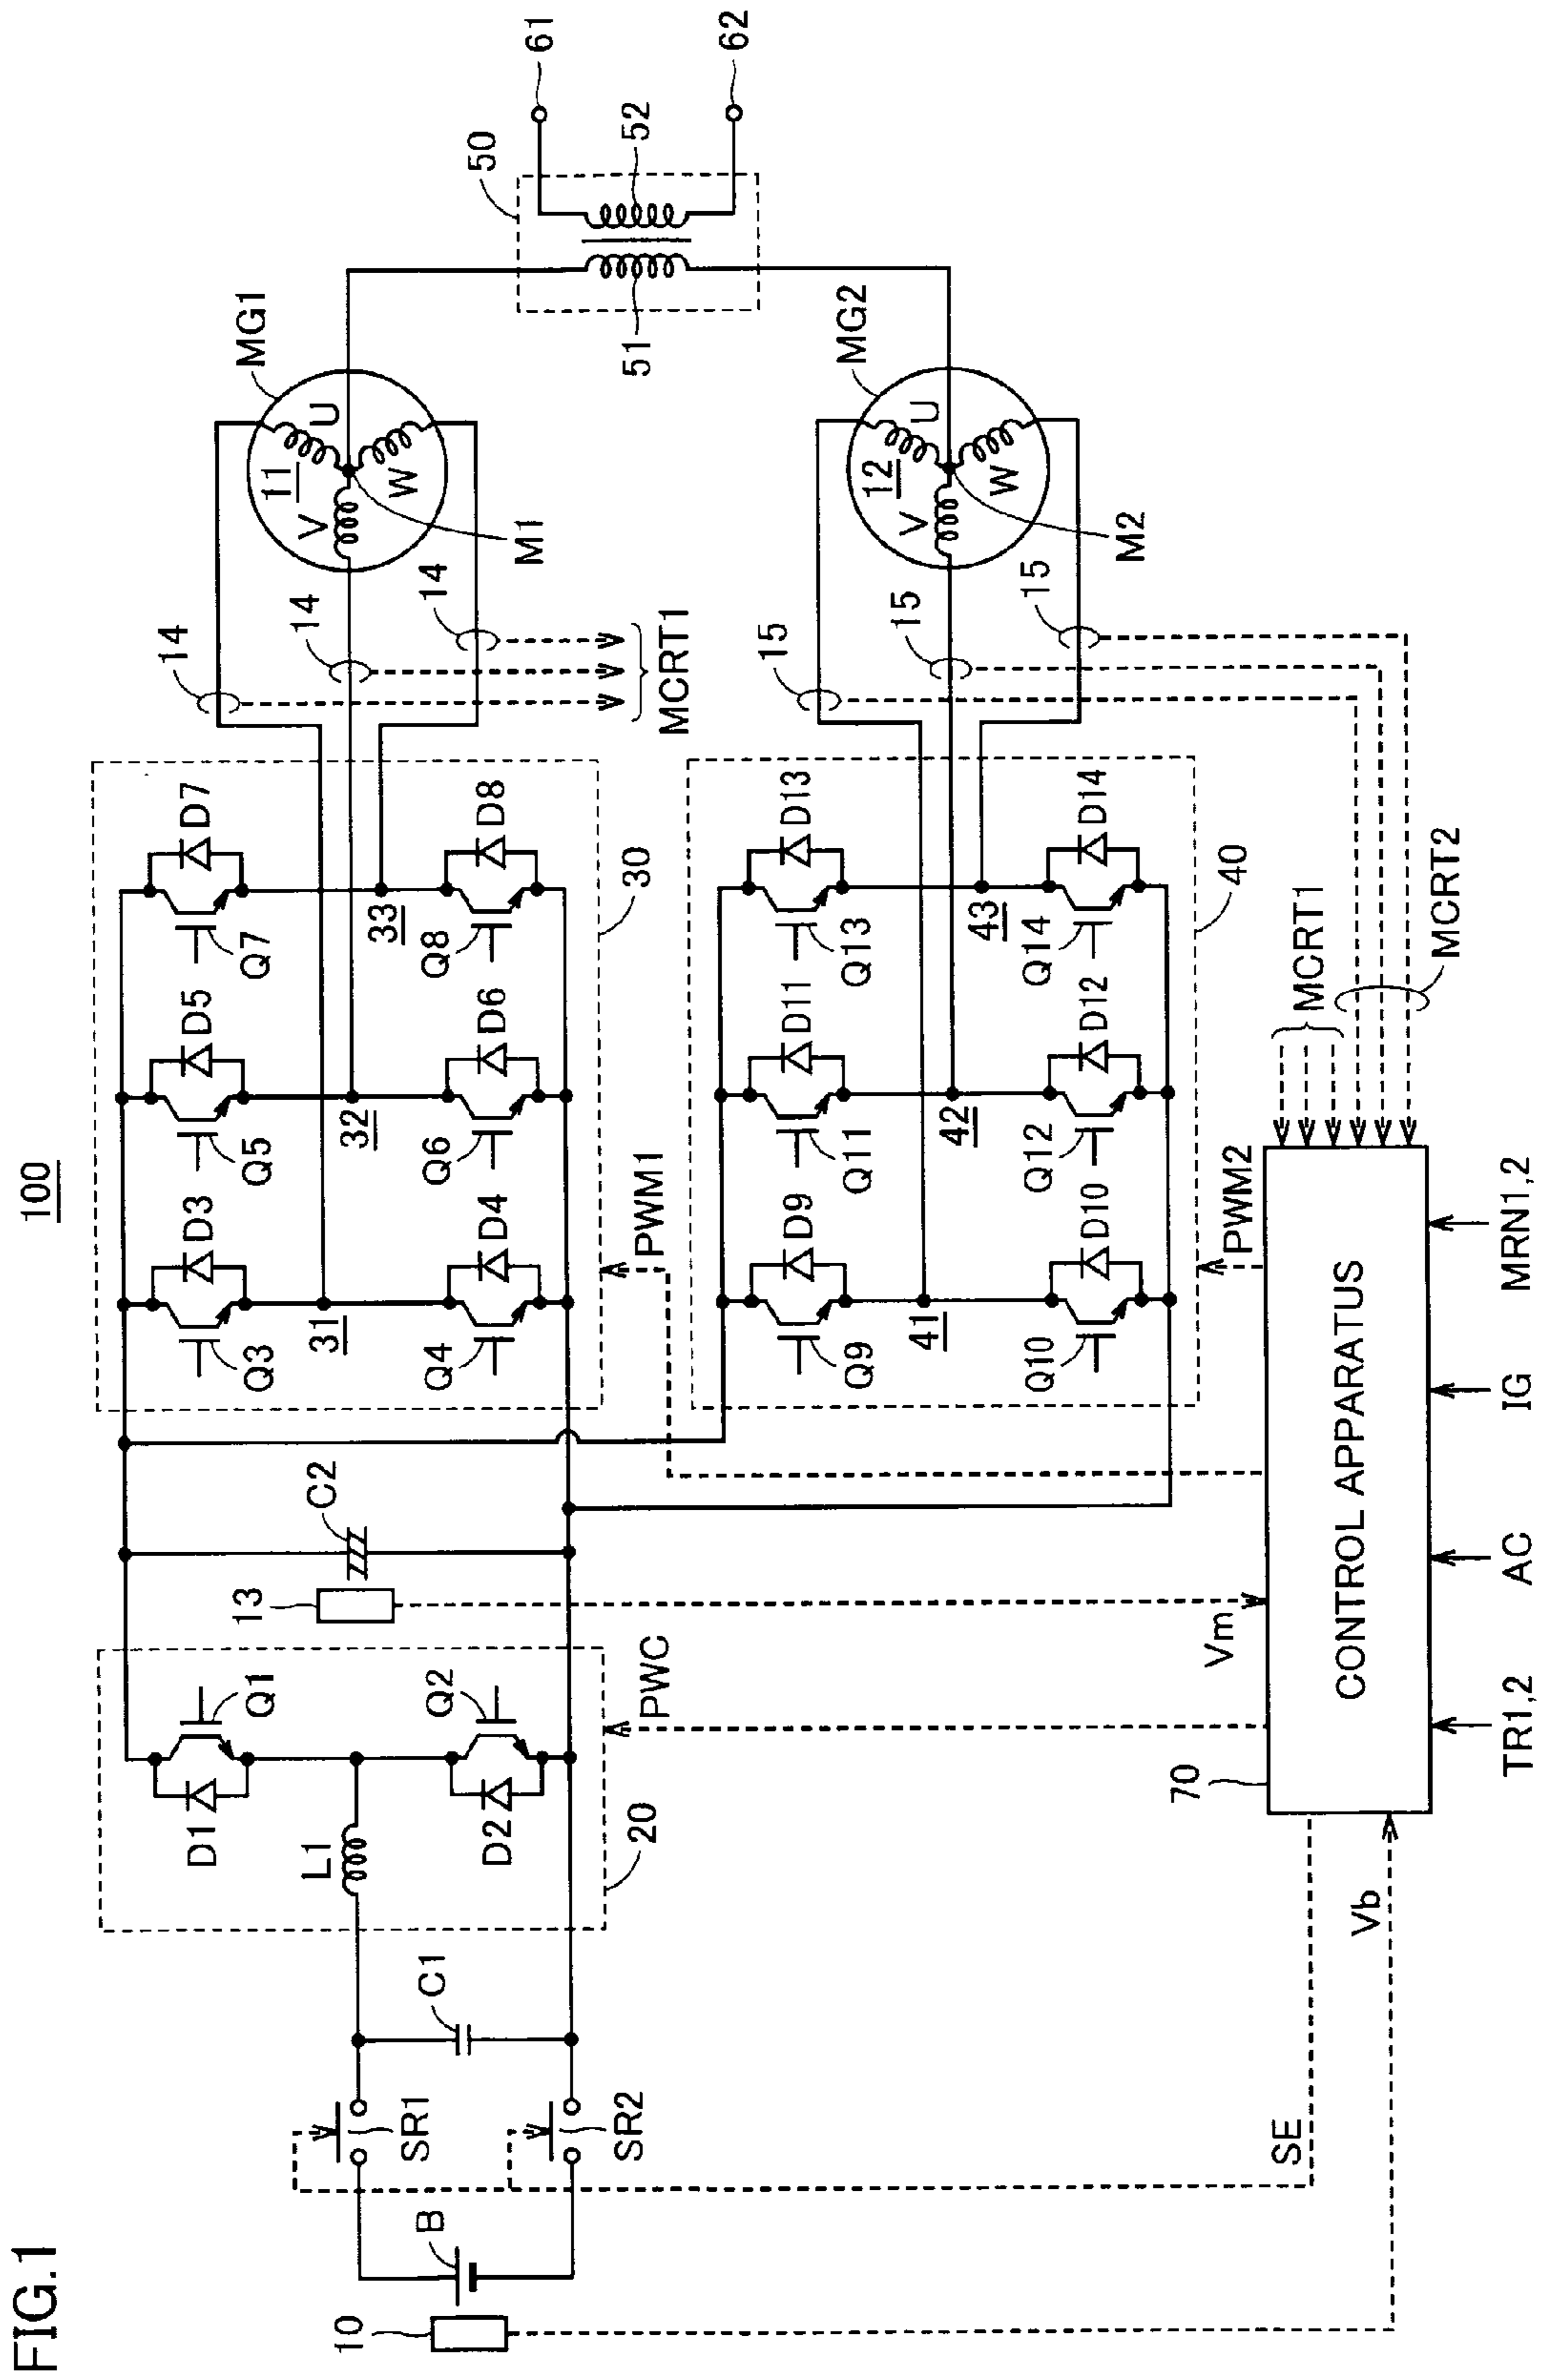 FIG.1
100
10
B
SR1
SR2
C1
L1
D1
D2
Q1
Q2
20
PWC
13
C2
Q3
D3
Q5
D5
Q7
D7
31
32
33
Q4
D4
Q6
D6
Q8
D8
30
PWM1
14
14
14
MCRT1
MG1
11
U
V
W
M1
50
51
52
61
62
Q9
D9
Q11
D11
Q13
D13
41
42
43
Q10
D10
Q12
D12
Q14
D14
40
PWM2
15
15
15
MG2
12
U
V
W
M2
MCRT1
MCRT2
SE
Vb
Vm
70
CONTROL APPARATUS
TR1,2
AC
IG
MRN1,2